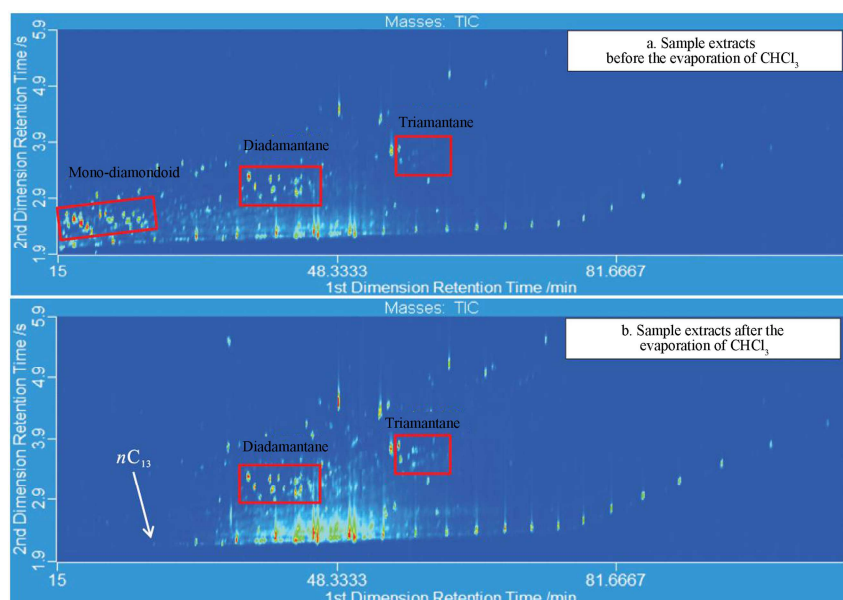 Masses: TIC
a. Sample extracts
before the evaporation of CHCl3
Triamantane
Diadamantane
Mono-diamondoid
2nd Dimension Retention Time /s
5.9
4.9
3.9
2.9
1.9
15
48.3333
81.6667
1st Dimension Retention Time /min
Masses: TIC
b. Sample extracts after the
evaporation of CHCl3
Triamantane
Diadamantane
nC13
2nd Dimension Retention Time /s
5.9
4.9
3.9
2.9
1.9
15
48.3333
81.6667
1st Dimension Retention Time /min